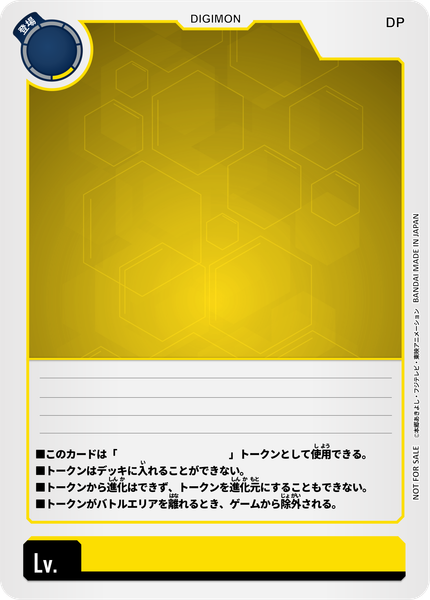 登場
DIGIMON
DP
■このカードは「 」トークンとして使用できる。
■トークンはデッキに入れることができない。
■トークンから進化はできず、トークンを進化元にすることもできない。
■トークンがバトルエリアを離れるとき、ゲームから除外される。
Lv.
NOT FOR SALE ©本郷あきよし・フジテレビ・東映アニメーション BANDAI MADE IN JAPAN